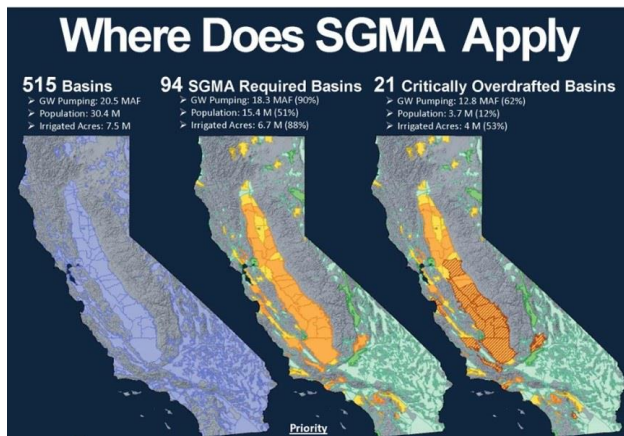 Where Does SGMA Apply
515 Basins
➢ GW Pumping: 20.5 MAF
➢ Population: 30.4 M
➢ Irrigated Acres: 7.5 M
94 SGMA Required Basins
➢ GW Pumping: 18.3 MAF (90%)
➢ Population: 15.4 M (51%)
➢ Irrigated Acres: 6.7 M (88%)
21 Critically Overdrafted Basins
➢ GW Pumping: 12.8 MAF (62%)
➢ Population: 3.7 M (12%)
➢ Irrigated Acres: 4 M (53%)
Priority